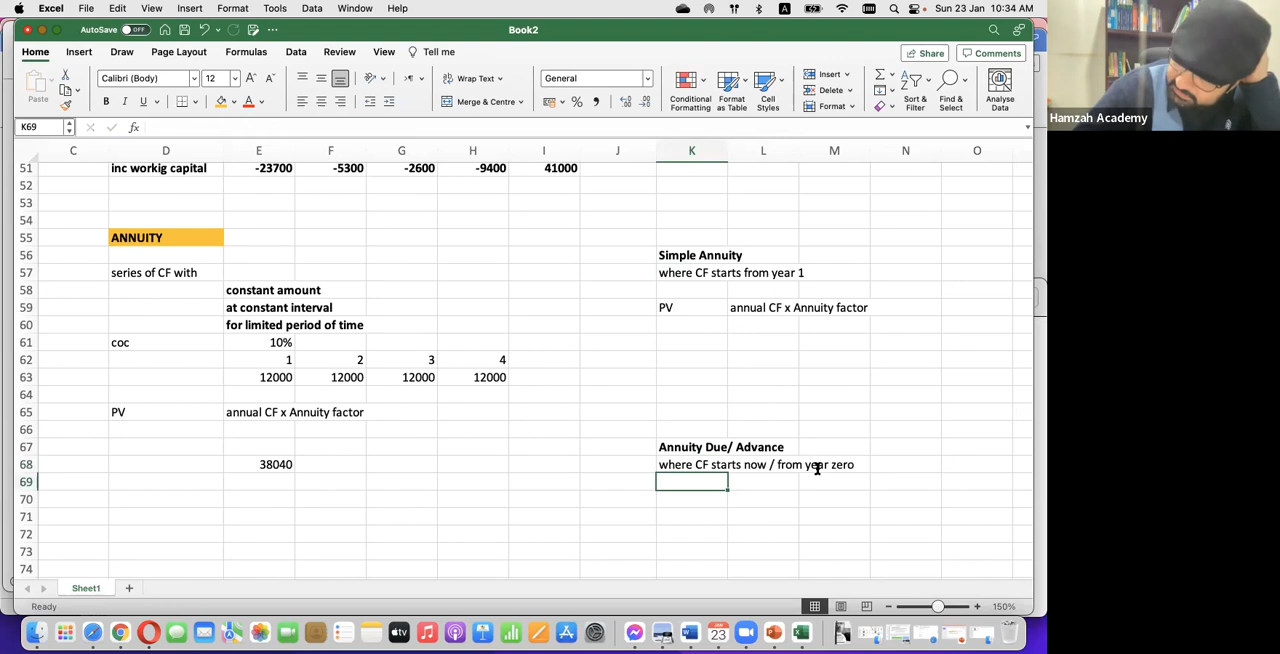 Excel File Edit View Insert Format Tools Data Window Help A Sun 23 Jan 10:34 AM
AutoSave OFF Book2
Home Insert Draw Page Layout Formulas Data Review View Tell me Share Comments
Paste Calibri (Body) 12 A A Wrap Text General Conditional Formatting Format as Table Cell Styles Insert Delete Format Sort & Filter Find & Select Analyse Data
B I U A Merge & Centre % 9
K69 fx
C D E F G H I J K L M N O
51 inc workig capital -23700 -5300 -2600 -9400 41000
52
53
54
55 ANNUITY
56 Simple Annuity
57 series of CF with where CF starts from year 1
58 constant amount
59 at constant interval PV annual CF x Annuity factor
60 for limited period of time
61 coc 10%
62 1 2 3 4
63 12000 12000 12000 12000
64
65 PV annual CF x Annuity factor
66
67 Annuity Due/ Advance
68 38040 where CF starts now / from year zero
69
70
71
72
73
74
Sheet1 +
Ready 150%
JAN 23
tv
Hamzah Academy